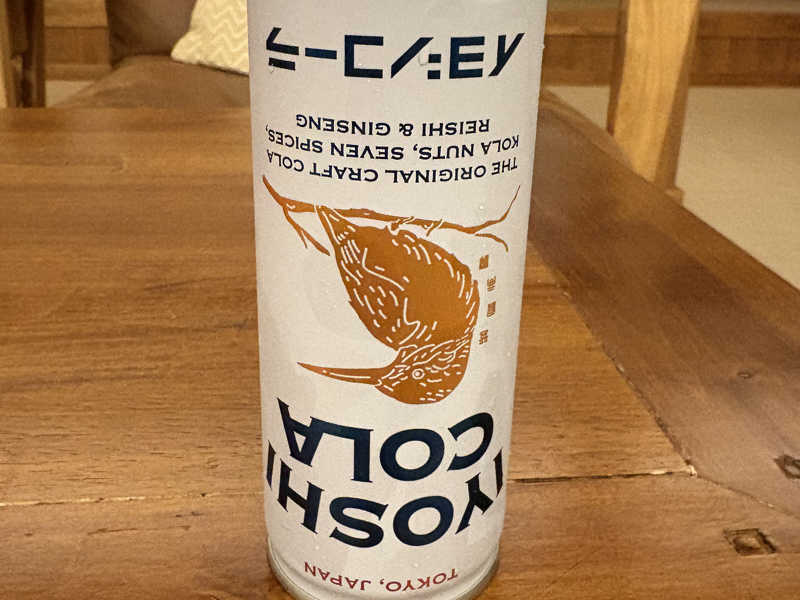 TOKYO, JAPAN
IYOSHI
COLA
THE ORIGINAL CRAFT COLA
KOLA NUTS, SEVEN SPICES,
REISHI & GINSENG
イヨシコーラ